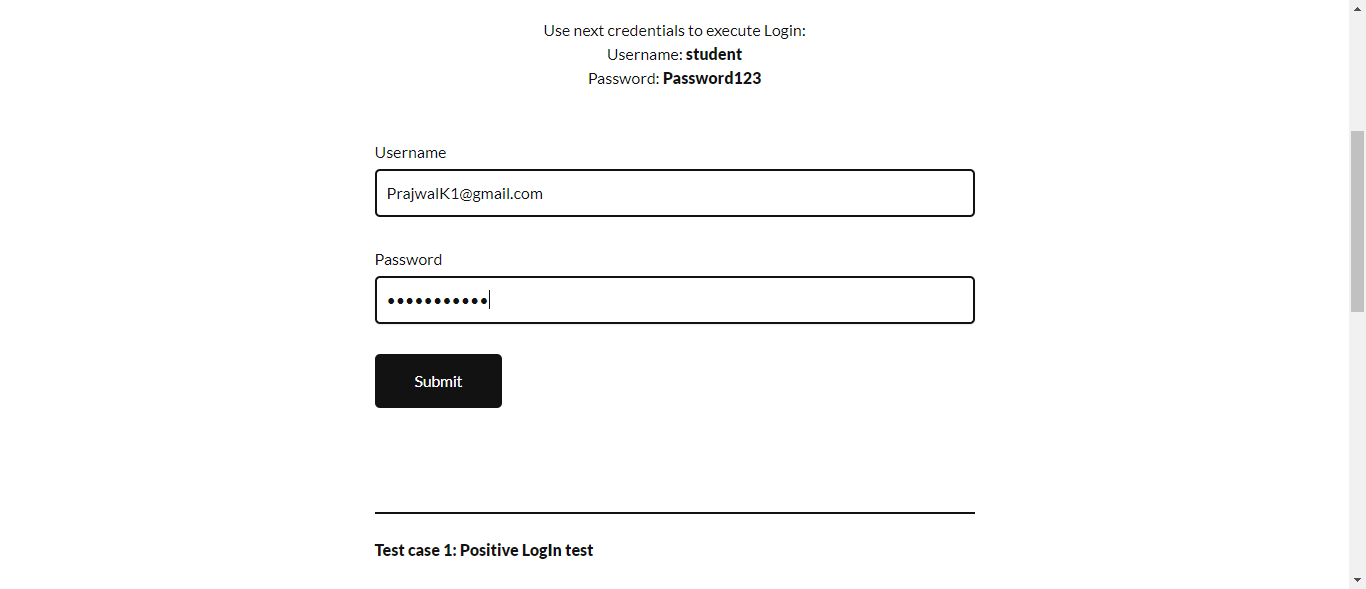 Use next credentials to execute Login:
Username: student
Password: Password123
Username
PrajwalK1@gmail.com
Password
•••••••••••
Submit
Test case 1: Positive LogIn test